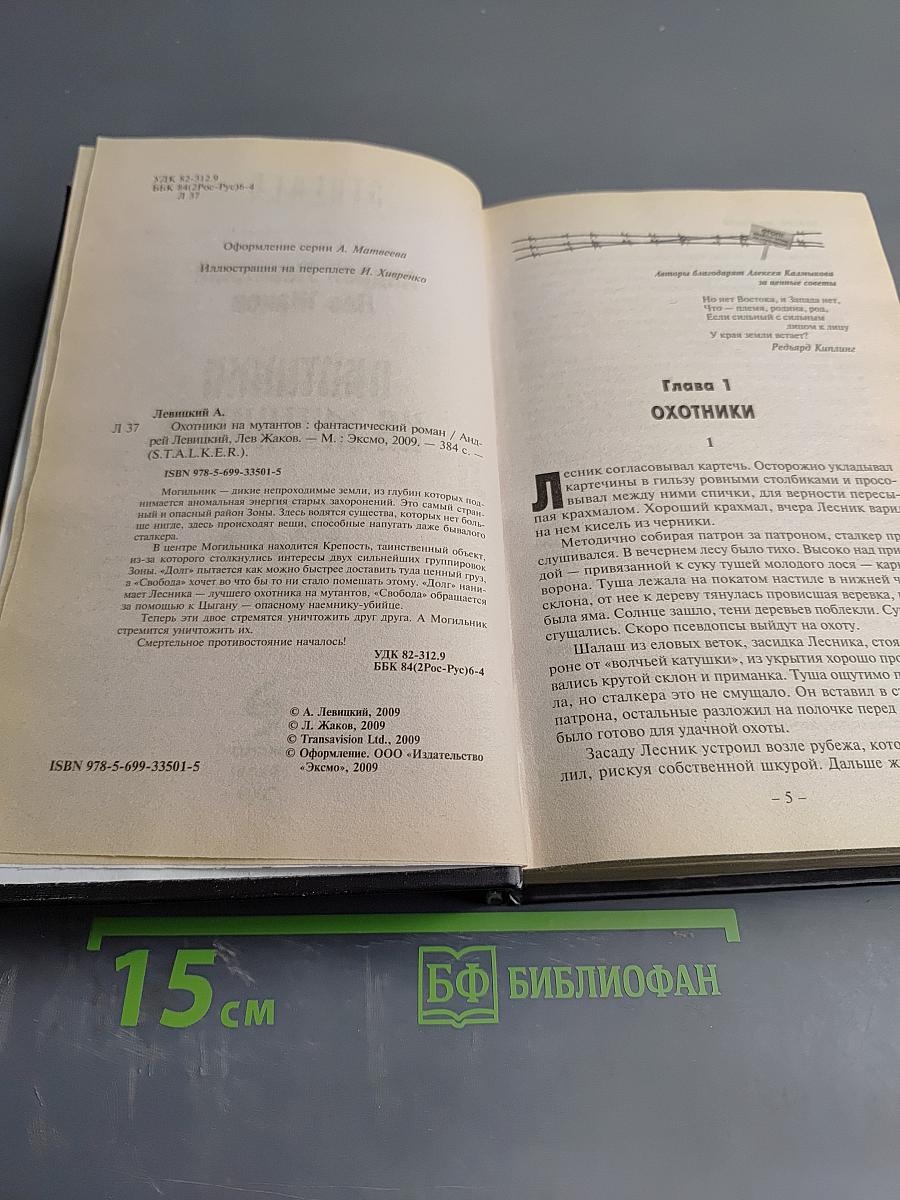 УДК 82-312.9
ББК 84(2Рос-Рус)6-4
Л 37
Оформление серии А. Матвеева
Иллюстрация на переплете И. Хивренко
Левицкий А.
Л 37 Охотники на мутантов : фантастический роман / Анд-
рей Левицкий, Лев Жаков. — М. : Эксмо, 2009. — 384 с. —
(S.T.A.L.K.E.R.).
ISBN 978-5-699-33501-5
Могильник — дикие непроходимые земли, из глубин которых под-
нимается аномальная энергия старых захоронений. Это самый стран-
ный и опасный район Зоны. Здесь водятся существа, которых нет боль-
ше нигде, здесь происходят вещи, способные напугать даже бывалого
сталкера.
В центре Могильника находится Крепость, таинственный объект,
из-за которого столкнулись интересы двух сильнейших группировок
Зоны. «Долг» пытается как можно быстрее доставить туда ценный груз,
а «Свобода» хочет во что бы то ни стало помешать этому. «Долг» нани-
мает Лесника — лучшего охотника на мутантов, «Свобода» обращается
за помощью к Цыгану — опасному наемнику-убийце.
Теперь эти двое стремятся уничтожить друг друга. А Могильник
стремится уничтожить их.
Смертельное противостояние началось!
УДК 82-312.9
ББК 84(2Рос-Рус)6-4
© А. Левицкий, 2009
© Л. Жаков, 2009
© Transavision Ltd., 2009
© Оформление. ООО «Издательство
«Эксмо», 2009
ISBN 978-5-699-33501-5
Авторы благодарят Алексея Калмыкова
за ценные советы
Но нет Востока, и Запада нет,
Что — племя, родина, род,
Если сильный с сильным
лицом к лицу
У края земли встает?
Редьярд Киплинг
Глава 1
ОХОТНИКИ
1
Лесник согласовывал картечь. Осторожно укладывал
картечины в гильзу ровными столбиками и просо-
вывал между ними спички, для верности пересы-
пая крахмалом. Хороший крахмал, вчера Лесник вари
на нем кисель из черники.
Методично собирая патрон за патроном, сталкер пр
слушивался. В вечернем лесу было тихо. Высоко над при
дой — привязанной к суку тушей молодого лося — кар
ворона. Туша лежала на покатом настиле в нижней ч
склона, от нее к дереву тянулась провисшая веревка,
была яма. Солнце зашло, тени деревьев поблекли. Су
сгущались. Скоро псевдопсы выйдут на охоту.
Шалаш из еловых веток, засидка Лесника, стоя
роне от «волчьей катушки», из укрытия хорошо про
вались крутой склон и приманка. Туша ощутимо п
ла, но сталкера это не смущало. Он вставил в ст
патрона, остальные разложил на полочке перед
было готово для удачной охоты.
Засаду Лесник устроил возле рубежа, кото
лил, рискуя собственной шкурой. Дальше ж
– 5 –
15 см
БФ БИБЛИОФАН